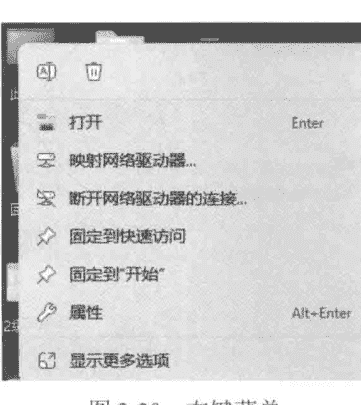 打开 Enter
映射网络驱动器...
断开网络驱动器的连接...
固定到快速访问
固定到"开始"
属性 Alt+Enter
显示更多选项